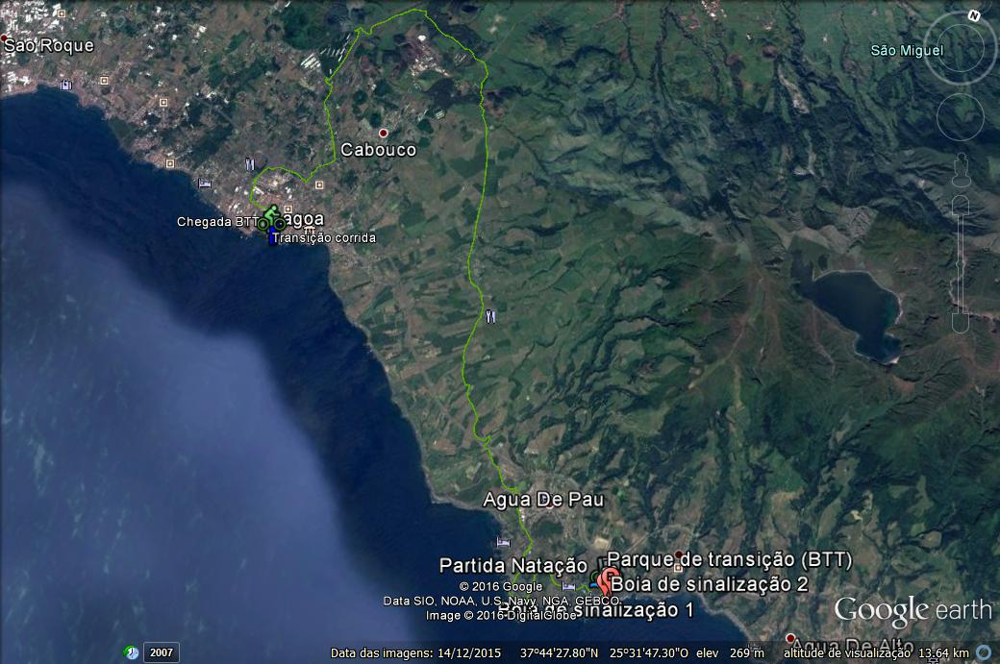 N
São Miguel
Sao Roque
Cabouco
Chegada BTT
agoa
Transição corrida
Agua De Pau
Partida Natação
Parque de transição (BTT)
Boia de sinalização 2
© 2016 Google
Data SIO, NOAA, U.S. Navy, NGA, GEBCO
Boia de sinalização 1
Image © 2016 DigitalGlobe
Google earth
Agua De Alto
2007
Data das imagens: 14/12/2015 37°44'27.80"N 25°31'47.30"O elev 269 m altitude de visualização 13.64 km